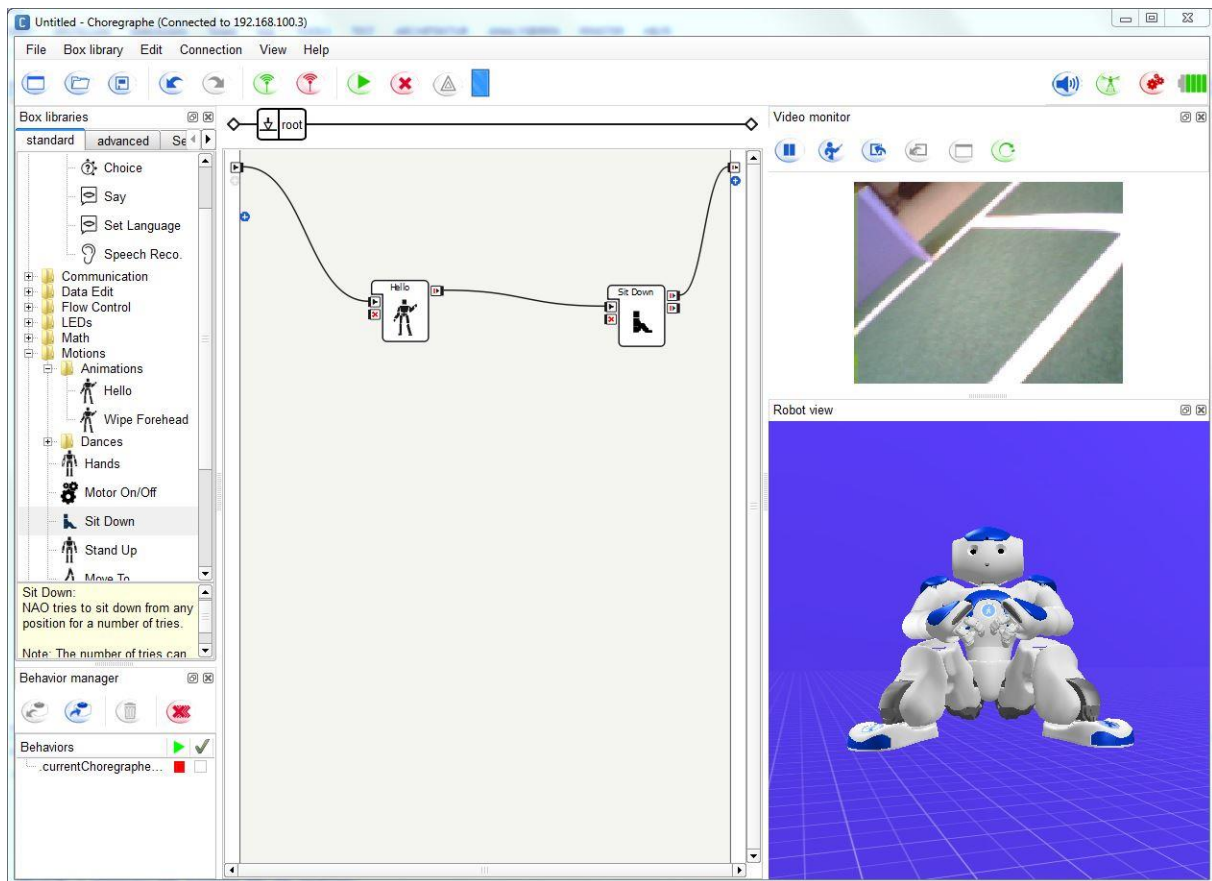 Untitled - Choregraphe (Connected to 192.168.100.3)
File Box library Edit Connection View Help
Box libraries
standard advanced Se
Choice
Say
Set Language
Speech Reco.
Communication
Data Edit
Flow Control
LEDs
Math
Motions
Animations
Hello
Wipe Forehead
Dances
Hands
Motor On/Off
Sit Down
Stand Up
Move To
Sit Down:
NAO tries to sit down from any
position for a number of tries.
Note: The number of tries can
Behavior manager
Behaviors
.currentChoregraphe...
root
Hello
Sit Down
Video monitor
Robot view